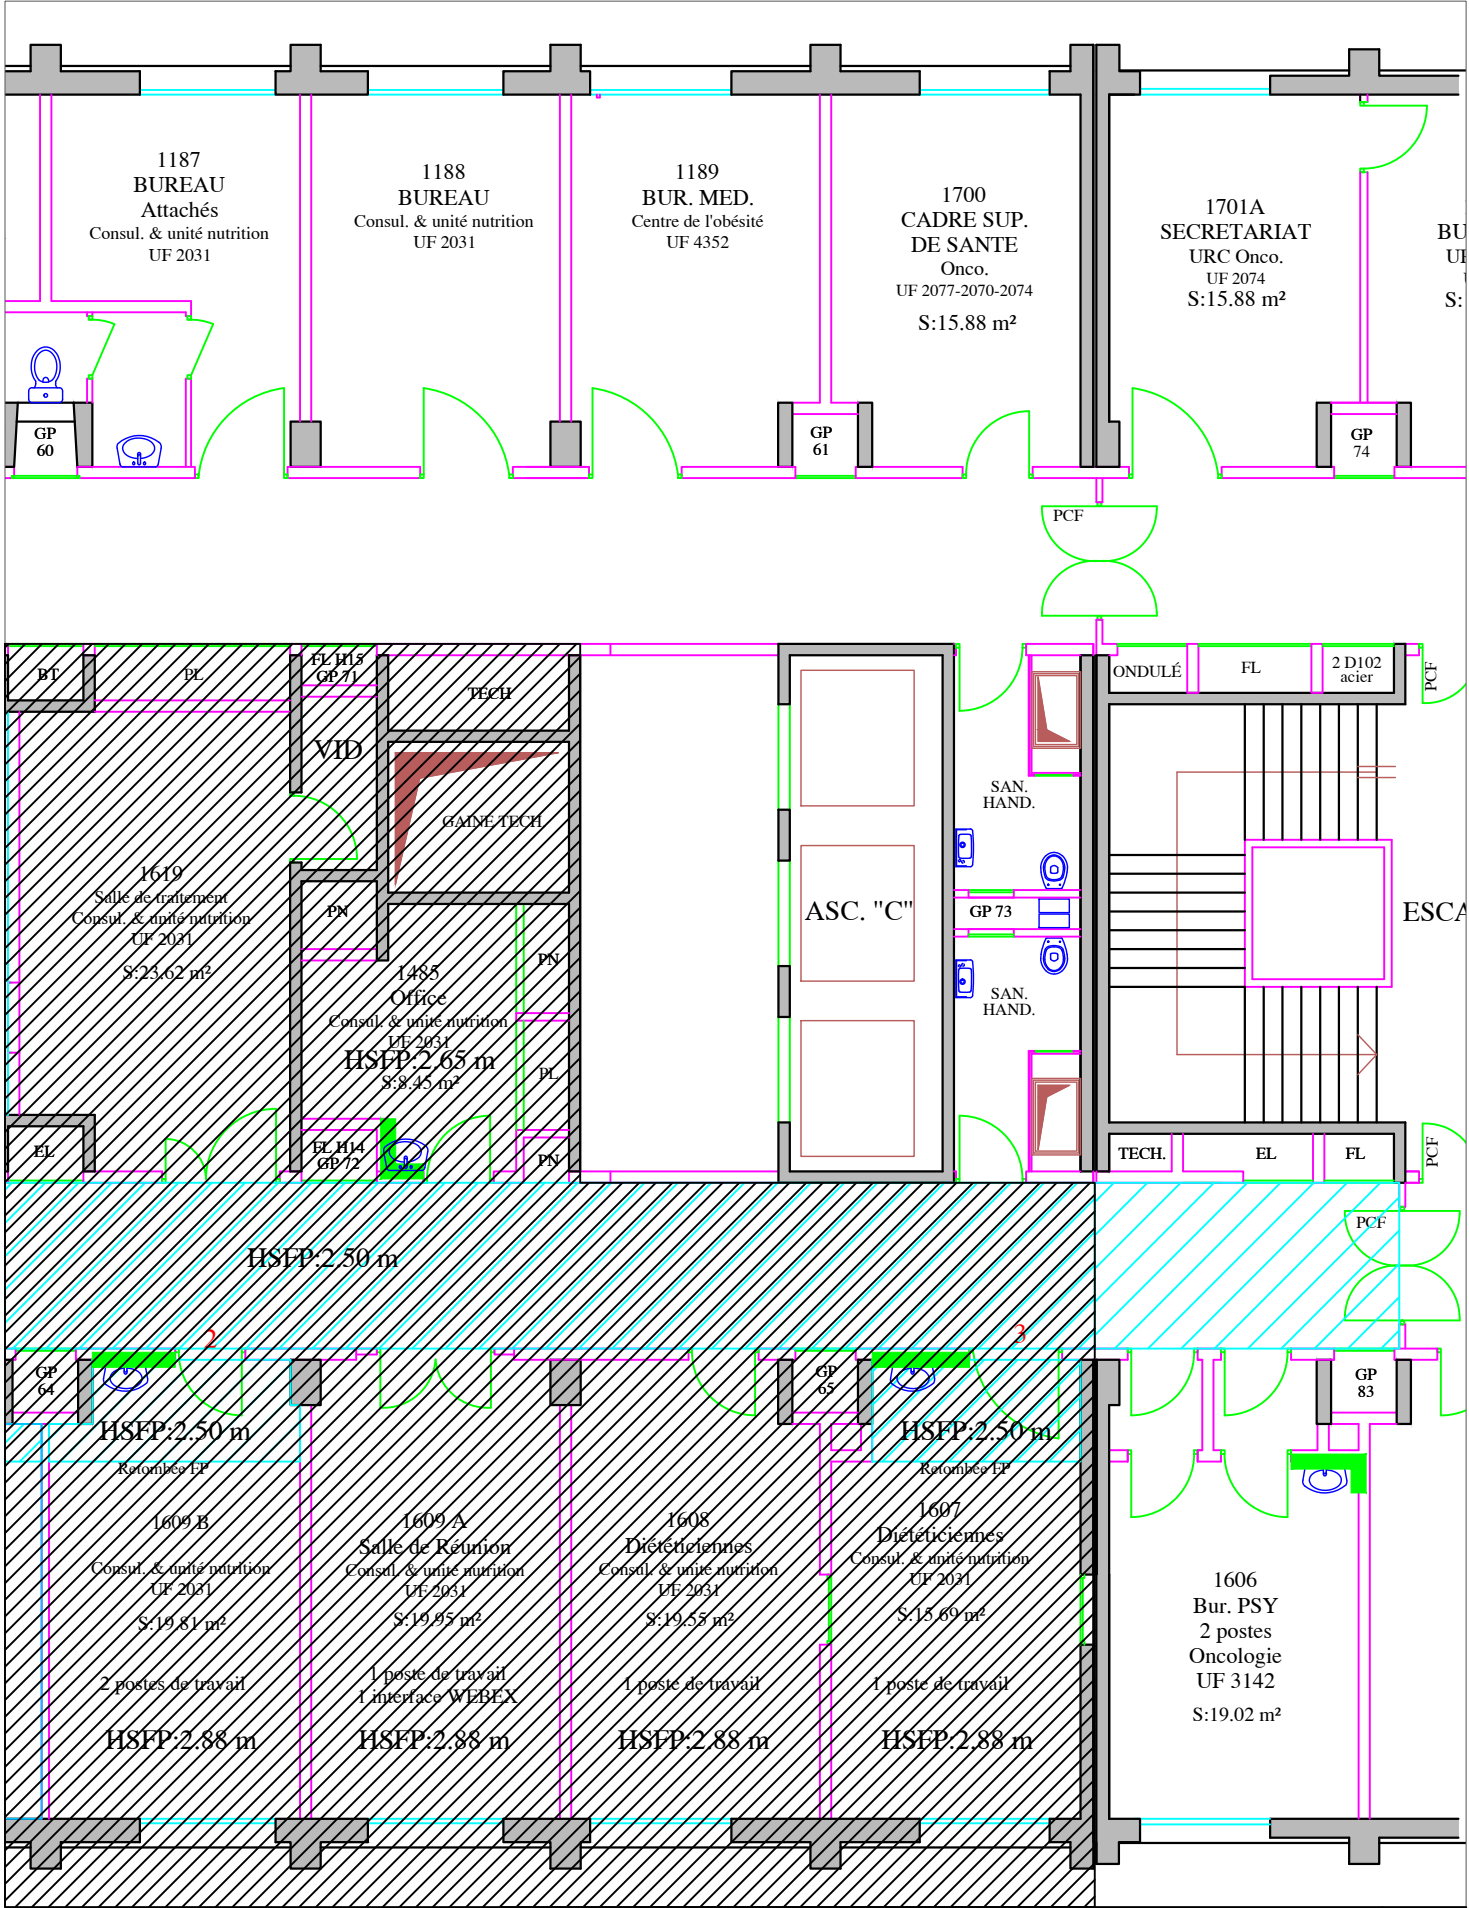 1187
BUREAU
Attachés
Consul. & unité nutrition
UF 2031
1188
BUREAU
Consul. & unité nutrition
UF 2031
1189
BUR. MED.
Centre de l'obésité
UF 4352
1700
CADRE SUP.
DE SANTE
Onco.
UF 2077-2070-2074
S:15.88 m²
1701A
SECRETARIAT
URC Onco.
UF 2074
S:15.88 m²
BU
S:
GP
60
GP
61
GP
74
PCF
BT
PL
FL H15
GP 71
TECH
VID
GAINE TECH
ONDULÉ
FL
2 D102
acier
PCF
SAN.
HAND.
1619
Salle de traitement
Consul. & unité nutrition
UF 2031
S:23.62 m²
PN
ASC. "C"
GP 73
ESCA
PN
1485
Office
Consul. & unité nutrition
UF 2031
HSFP:2.65 m
S:8.45 m²
PL
SAN.
HAND.
EL
FL H14
GP 72
PN
TECH.
EL
FL
PCF
PCF
HSFP:2.50 m
2
3
GP
64
GP
65
GP
83
HSFP:2.50 m
Retombée FP
HSFP:2.50 m
Retombée FP
1609 B
Consul. & unité nutrition
UF 2031
S:19.81 m²
2 postes de travail
HSFP:2.88 m
1609 A
Salle de Réunion
Consul. & unité nutrition
UF 2031
S:19.95 m²
1 poste de travail
1 interface WEBEX
HSFP:2.88 m
1608
Diététiciennes
Consul. & unité nutrition
UF 2031
S:19.55 m²
1 poste de travail
HSFP:2.88 m
1607
Diététiciennes
Consul. & unité nutrition
UF 2031
S:15.69 m²
1 poste de travail
HSFP:2.88 m
1606
Bur. PSY
2 postes
Oncologie
UF 3142
S:19.02 m²